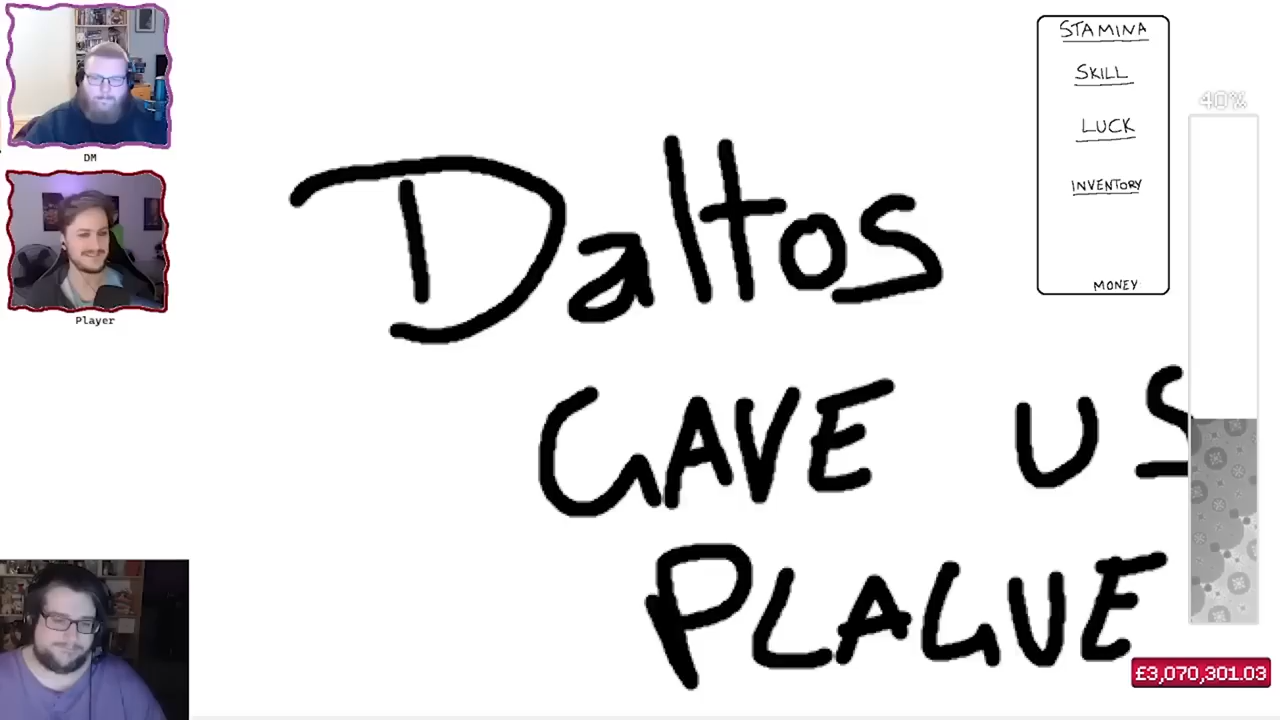 DM
Player
Daltos
GAVE US
PLAGUE
STAMINA
SKILL
LUCK
INVENTORY
MONEY
40%
£3,070,301.03